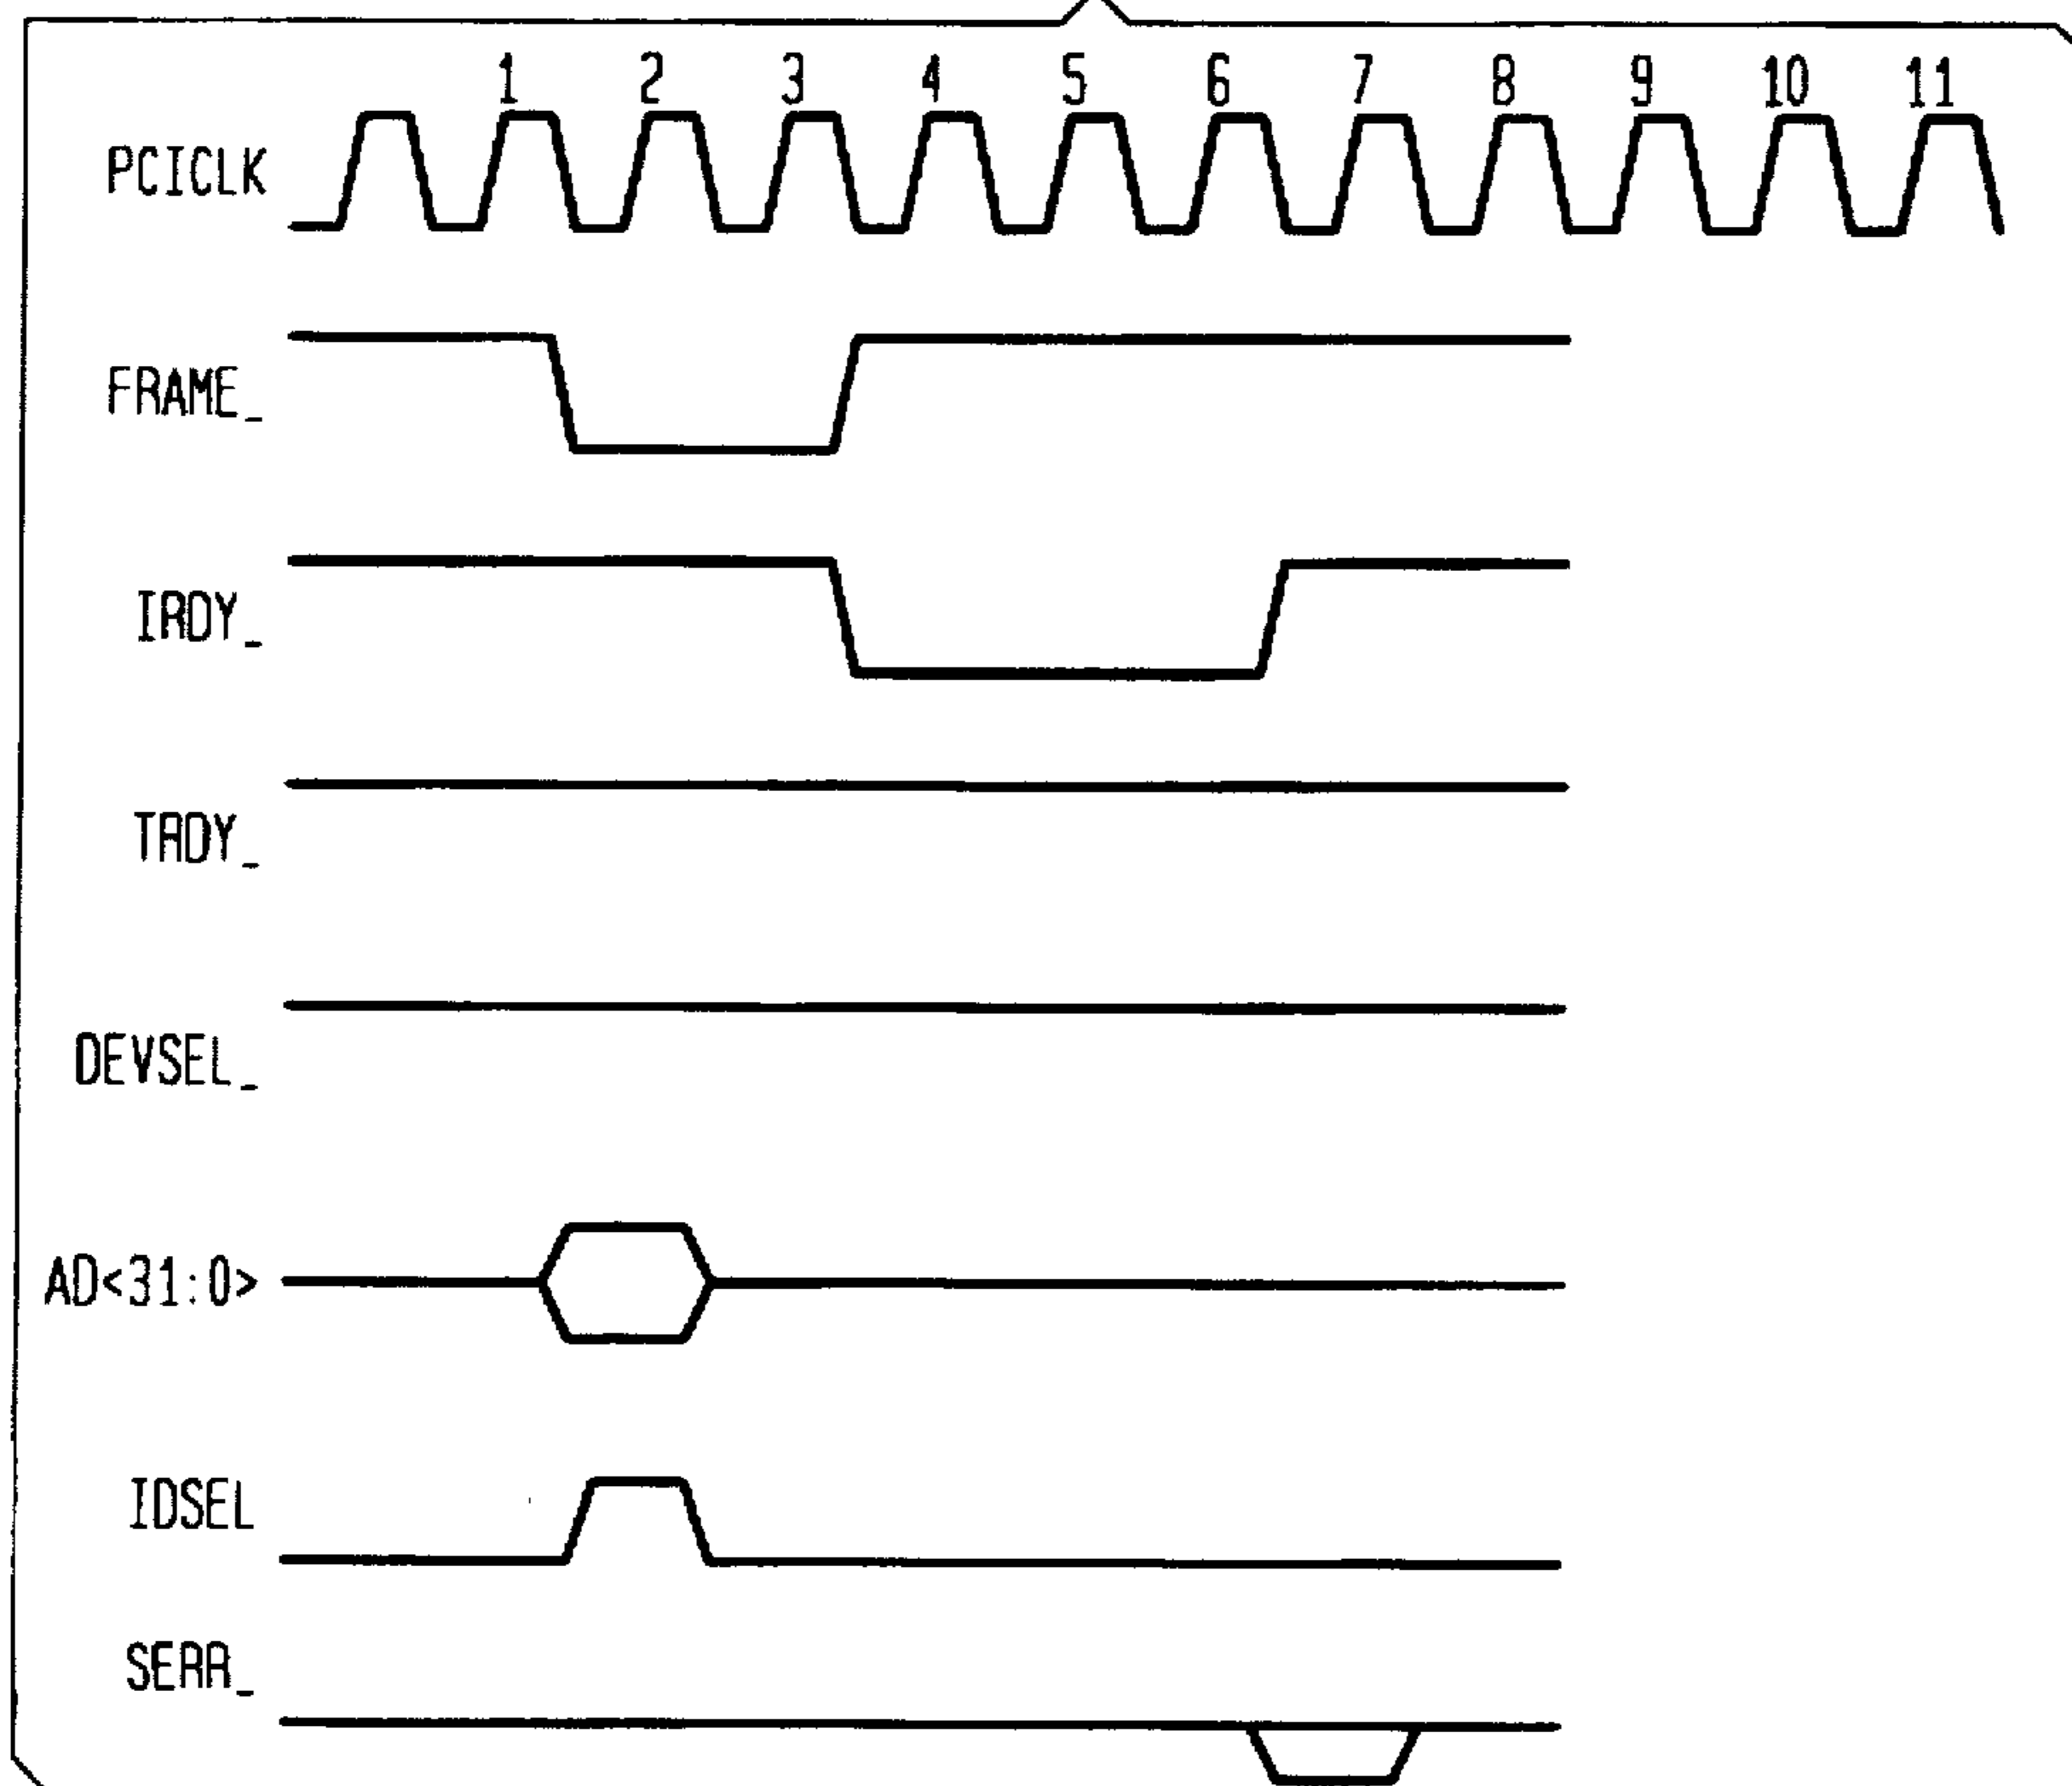 1 2 3 4 5 6 7 8 9 10 11
PCICLK
FRAME_
IRDY_
TRDY_
DEVSEL_
AD<31:0>
IDSEL
SERR_